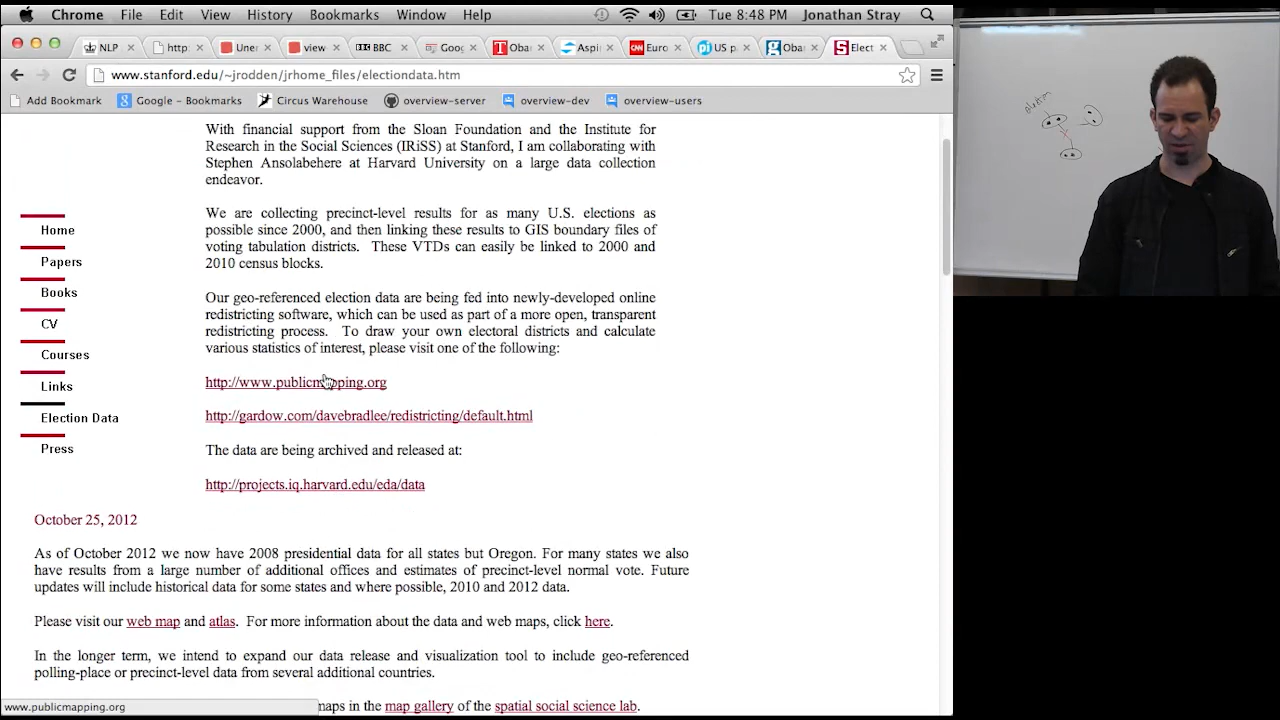 Chrome File Edit View History Bookmarks Window Help Tue 8:48 PM Jonathan Stray
NLP http Uner view BBC Goog Obar Aspi Euro US p Obar Elect
www.stanford.edu/~jrodden/jrhome_files/electiondata.htm
Add Bookmark Google - Bookmarks Circus Warehouse overview-server overview-dev overview-users
With financial support from the Sloan Foundation and the Institute for
Research in the Social Sciences (IRiSS) at Stanford, I am collaborating with
Stephen Ansolabehere at Harvard University on a large data collection
endeavor.
We are collecting precinct-level results for as many U.S. elections as
possible since 2000, and then linking these results to GIS boundary files of
voting tabulation districts. These VTDs can easily be linked to 2000 and
2010 census blocks.
Our geo-referenced election data are being fed into newly-developed online
redistricting software, which can be used as part of a more open, transparent
redistricting process. To draw your own electoral districts and calculate
various statistics of interest, please visit one of the following:
http://www.publicmapping.org
http://gardow.com/davebradlee/redistricting/default.html
The data are being archived and released at:
http://projects.iq.harvard.edu/eda/data
Home
Papers
Books
CV
Courses
Links
Election Data
Press
October 25, 2012
As of October 2012 we now have 2008 presidential data for all states but Oregon. For many states we also
have results from a large number of additional offices and estimates of precinct-level normal vote. Future
updates will include historical data for some states and where possible, 2010 and 2012 data.
Please visit our web map and atlas. For more information about the data and web maps, click here.
In the longer term, we intend to expand our data release and visualization tool to include geo-referenced
polling-place or precinct-level data from several additional countries.
maps in the map gallery of the spatial social science lab.
www.publicmapping.org